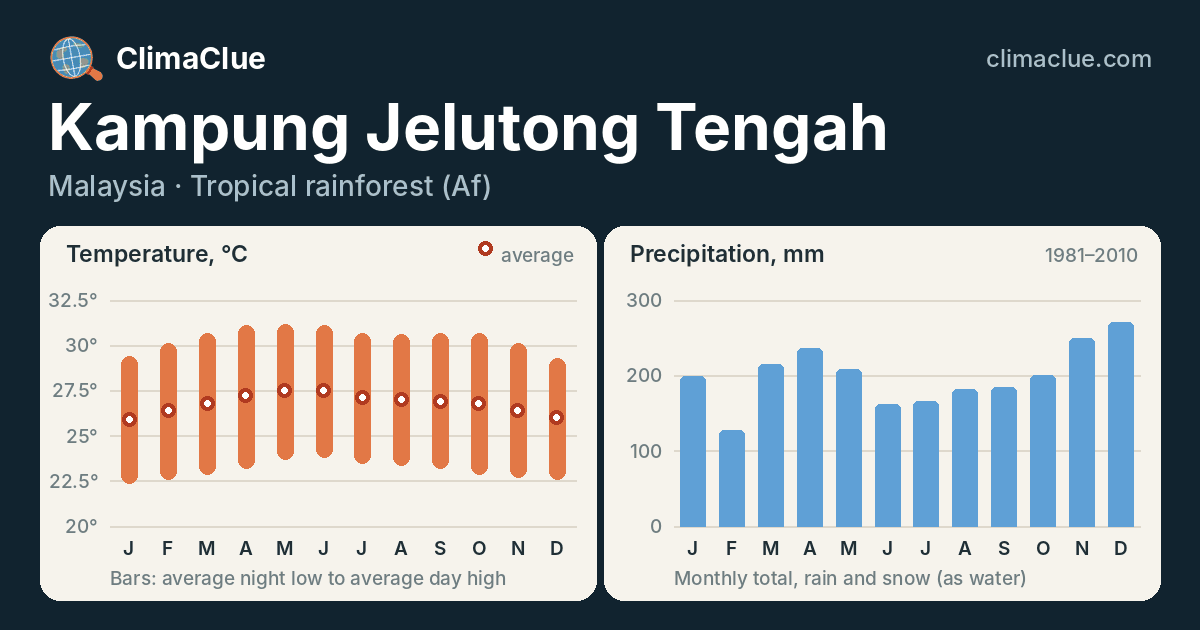 ClimaClue
climaclue.com
Kampung Jelutong Tengah
Malaysia · Tropical rainforest (Af)
Temperature, °C
average
32.5°
30°
27.5°
25°
22.5°
20°
J F M A M J J A S O N D
Bars: average night low to average day high
Precipitation, mm
1981–2010
300
200
100
0
J F M A M J J A S O N D
Monthly total, rain and snow (as water)